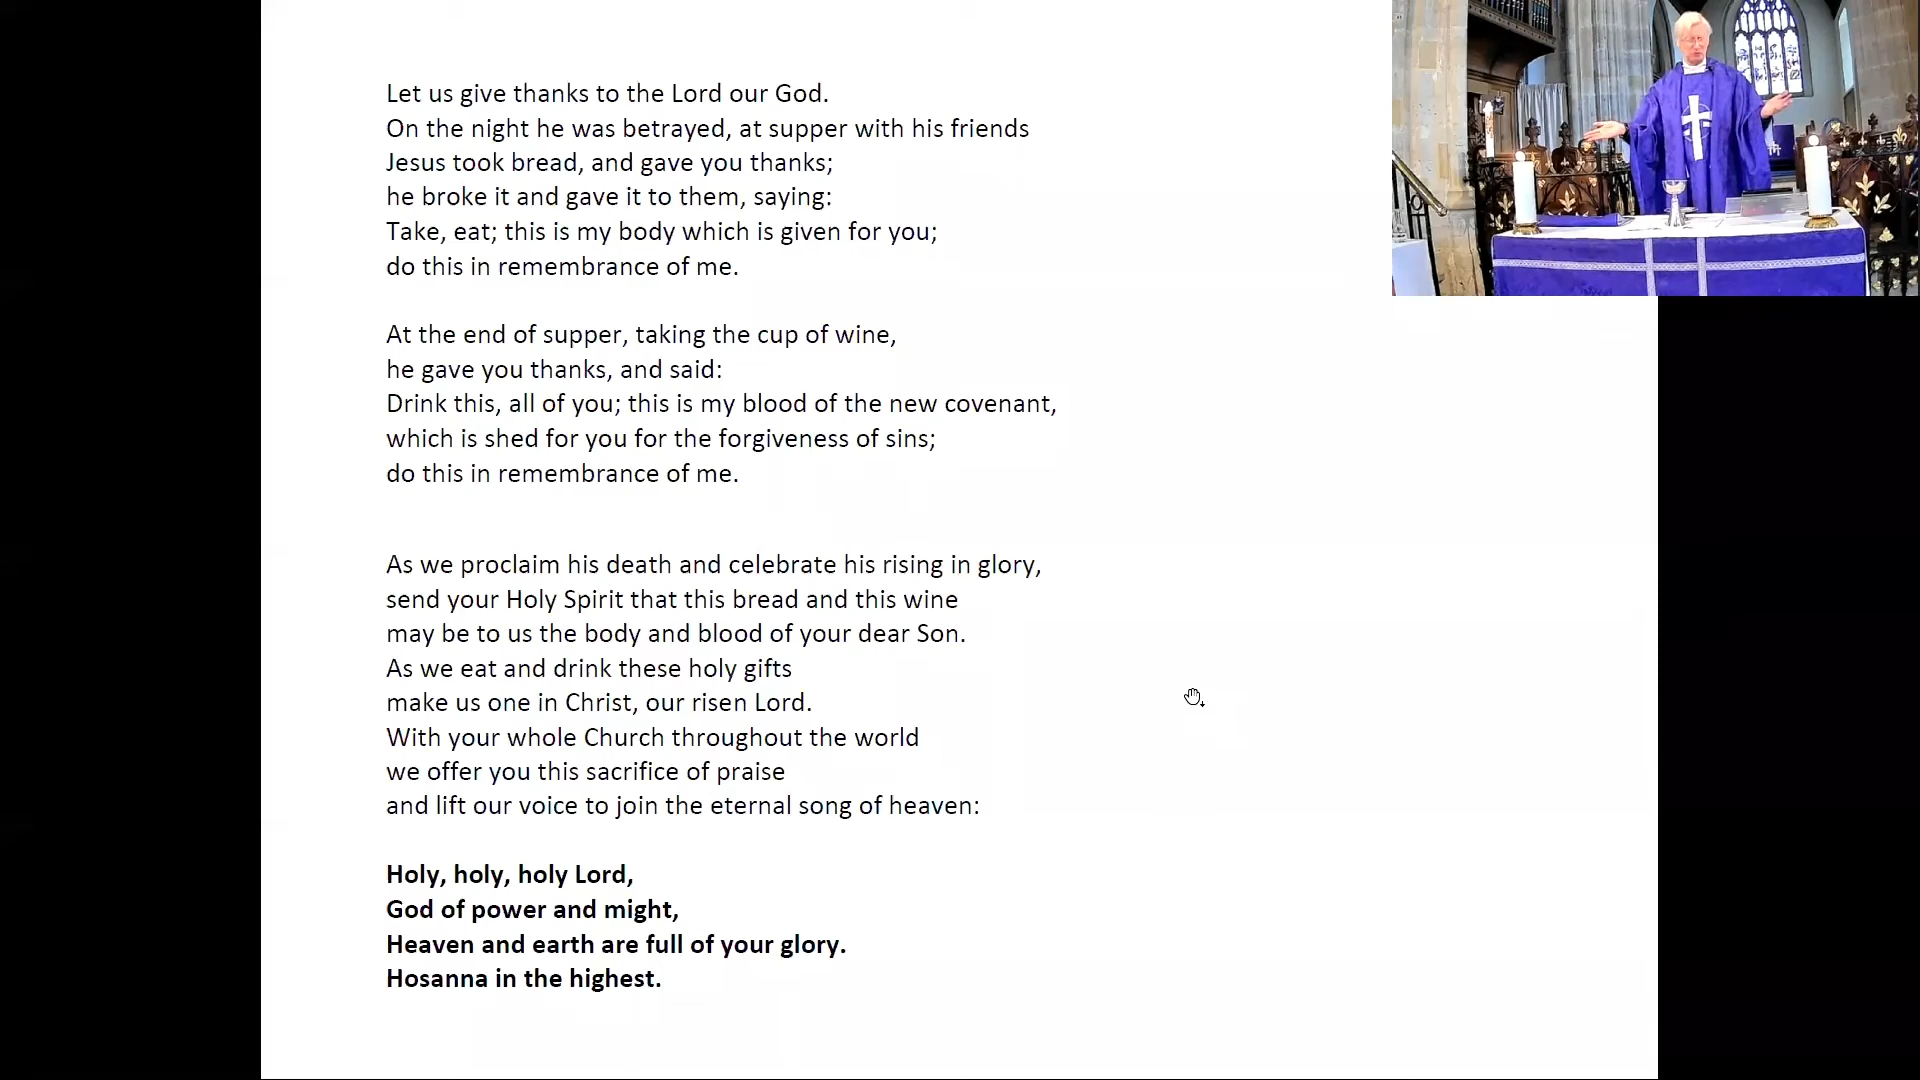 Let us give thanks to the Lord our God.
On the night he was betrayed, at supper with his friends
Jesus took bread, and gave you thanks;
he broke it and gave it to them, saying:
Take, eat; this is my body which is given for you;
do this in remembrance of me.
At the end of supper, taking the cup of wine,
he gave you thanks, and said:
Drink this, all of you; this is my blood of the new covenant,
which is shed for you for the forgiveness of sins;
do this in remembrance of me.
As we proclaim his death and celebrate his rising in glory,
send your Holy Spirit that this bread and this wine
may be to us the body and blood of your dear Son.
As we eat and drink these holy gifts
make us one in Christ, our risen Lord.
With your whole Church throughout the world
we offer you this sacrifice of praise
and lift our voice to join the eternal song of heaven:
Holy, holy, holy Lord,
God of power and might,
Heaven and earth are full of your glory.
Hosanna in the highest.